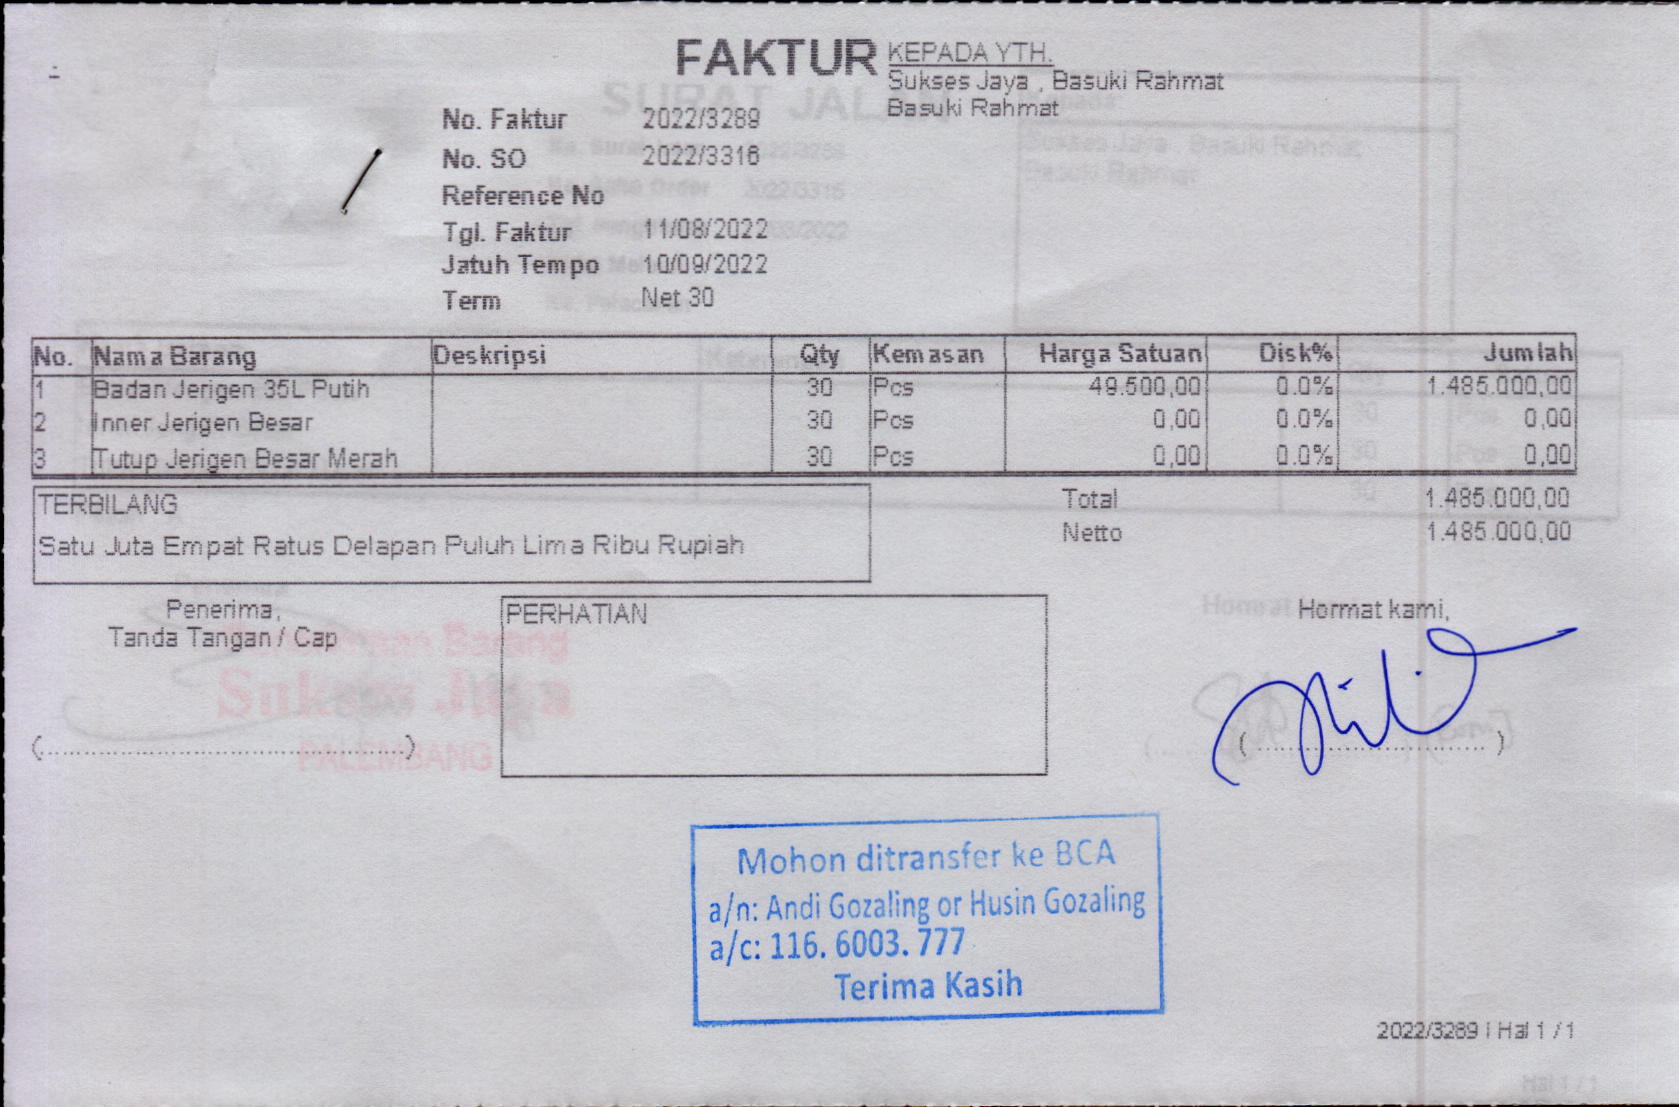 FAKTUR
KEPADA YTH.
Sukses Jaya , Basuki Rahmat
Basuki Rahmat
No. Faktur 2022/3289
No. SO 2022/3316
Reference No
Tgl. Faktur 11/08/2022
Jatuh Tempo 10/09/2022
Term Net 30
No. Nama Barang Deskripsi Qty Kemasan Harga Satuan Disk% Jumlah
1 Badan Jerigen 35L Putih 30 Pcs 49.500,00 0.0% 1.485.000,00
2 Inner Jerigen Besar 30 Pcs 0,00 0.0% 0,00
3 Tutup Jerigen Besar Merah 30 Pcs 0,00 0.0% 0,00
TERBILANG
Satu Juta Empat Ratus Delapan Puluh Lima Ribu Rupiah
Total 1.485.000,00
Netto 1.485.000,00
Penerima,
Tanda Tangan / Cap
PERHATIAN
Hormat kami,
Sukses Jaya
PALEMBANG
(................................................)
(................................)
Mohon ditransfer ke BCA
a/n: Andi Gozaling or Husin Gozaling
a/c: 116. 6003. 777
Terima Kasih
2022/3289 | Hal 1 / 1